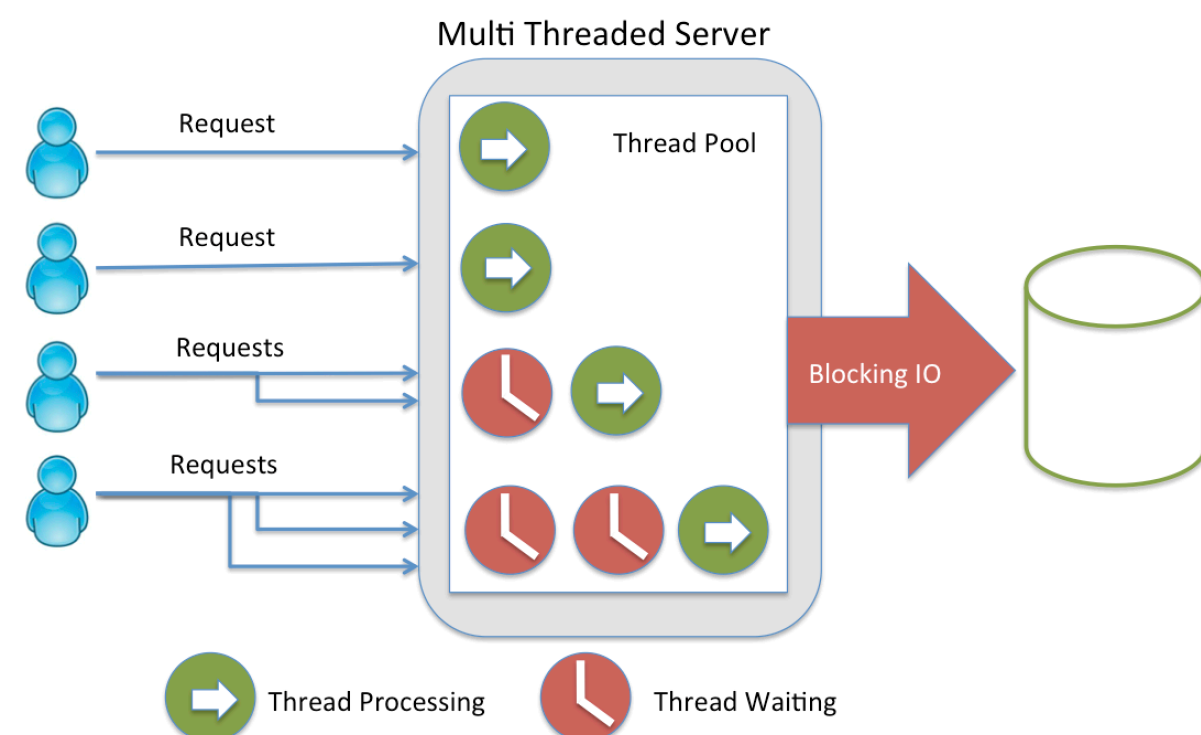 Multi Threaded Server
Request
Thread Pool
Request
Requests
Blocking IO
Requests
Thread Processing
Thread Waiting